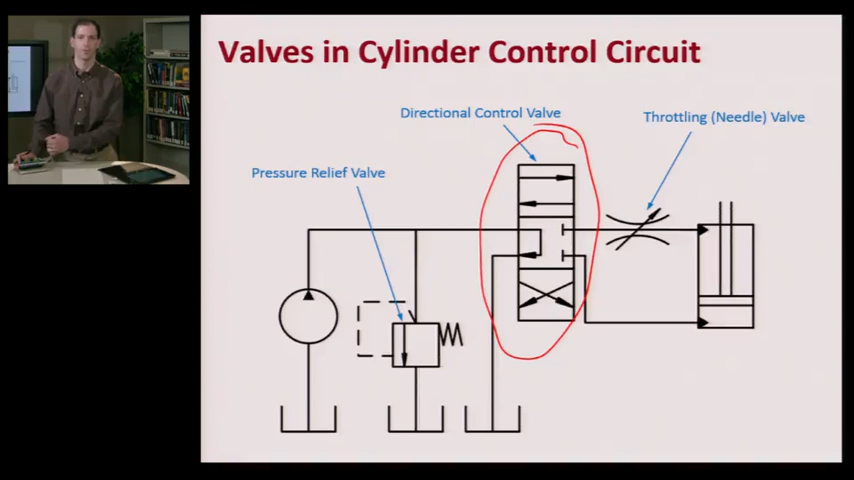 Valves in Cylinder Control Circuit
Directional Control Valve
Throttling (Needle) Valve
Pressure Relief Valve